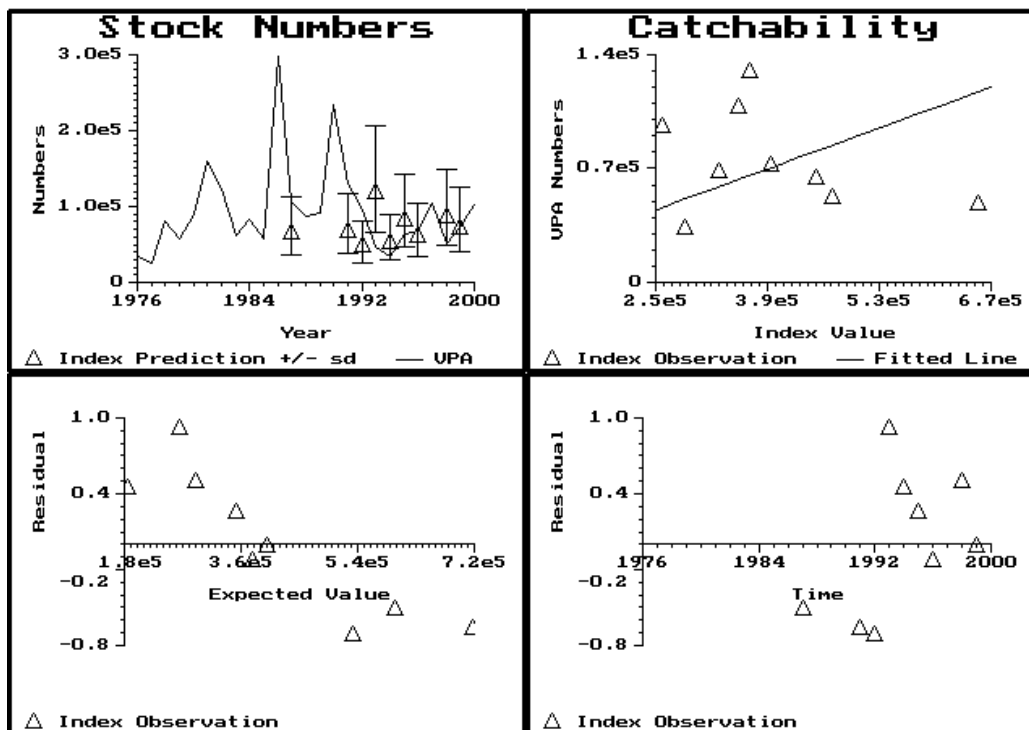 Stock Numbers
3.0e5
2.0e5
1.0e5
0
Numbers
1976 1984 1992 2000
Year
△ Index Prediction +/- sd — VPA
Catchability
1.4e5
0.7e5
0
VPA Numbers
2.5e5 3.9e5 5.3e5 6.7e5
Index Value
△ Index Observation — Fitted Line
1.0
0.4
-0.2
-0.8
Residual
1.8e5 3.6e5 5.4e5 7.2e5
Expected Value
△ Index Observation
1.0
0.4
-0.2
-0.8
Residual
1976 1984 1992 2000
Time
△ Index Observation